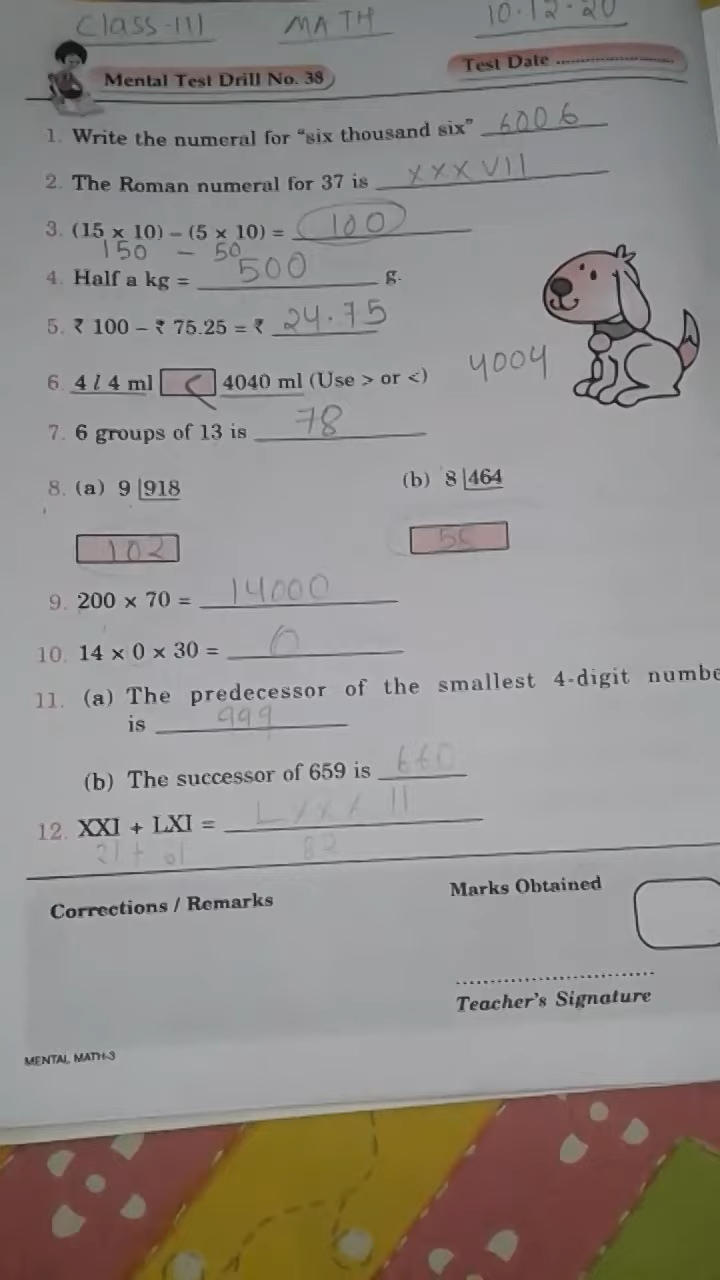 Class-III MATH 10.12.20
Mental Test Drill No. 38 Test Date ........................
1. Write the numeral for "six thousand six" 6006
2. The Roman numeral for 37 is XXXVII
3. (15 x 10) – (5 x 10) = 100
150 – 50
4. Half a kg = 500 g.
5. ₹ 100 – ₹ 75.25 = ₹ 24.75
6. 4 l 4 ml < 4040 ml (Use > or <) 4004
7. 6 groups of 13 is 78
8. (a) 9 |918 (b) 8 |464
102
9. 200 x 70 = 14000
10. 14 x 0 x 30 = 0
11. (a) The predecessor of the smallest 4-digit numbe
is 999
(b) The successor of 659 is 660
12. XXI + LXI = LXXXII
21 + 61 82
Corrections / Remarks Marks Obtained
Teacher's Signature
MENTAL MATH-3